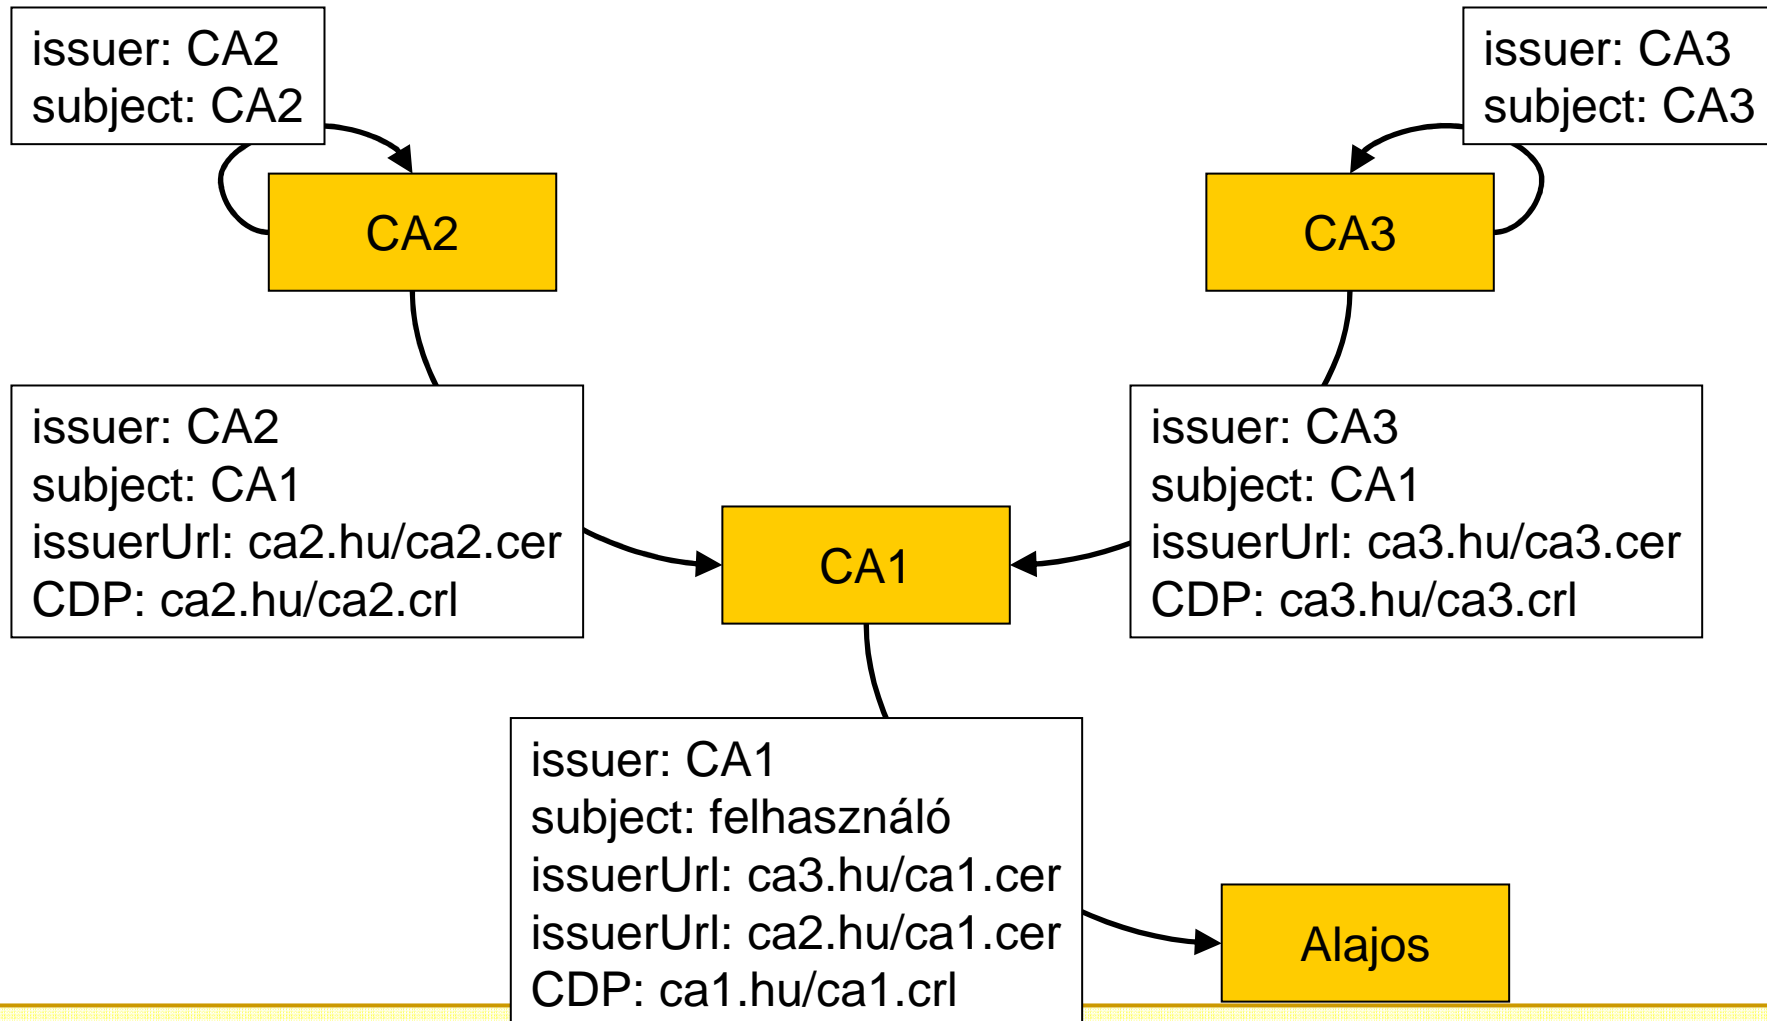 issuer: CA2
subject: CA2
issuer: CA3
subject: CA3
CA2
CA3
issuer: CA2
subject: CA1
issuerUrl: ca2.hu/ca2.cer
CDP: ca2.hu/ca2.crl
CA1
issuer: CA3
subject: CA1
issuerUrl: ca3.hu/ca3.cer
CDP: ca3.hu/ca3.crl
issuer: CA1
subject: felhasználó
issuerUrl: ca3.hu/ca1.cer
issuerUrl: ca2.hu/ca1.cer
CDP: ca1.hu/ca1.crl
Alajos